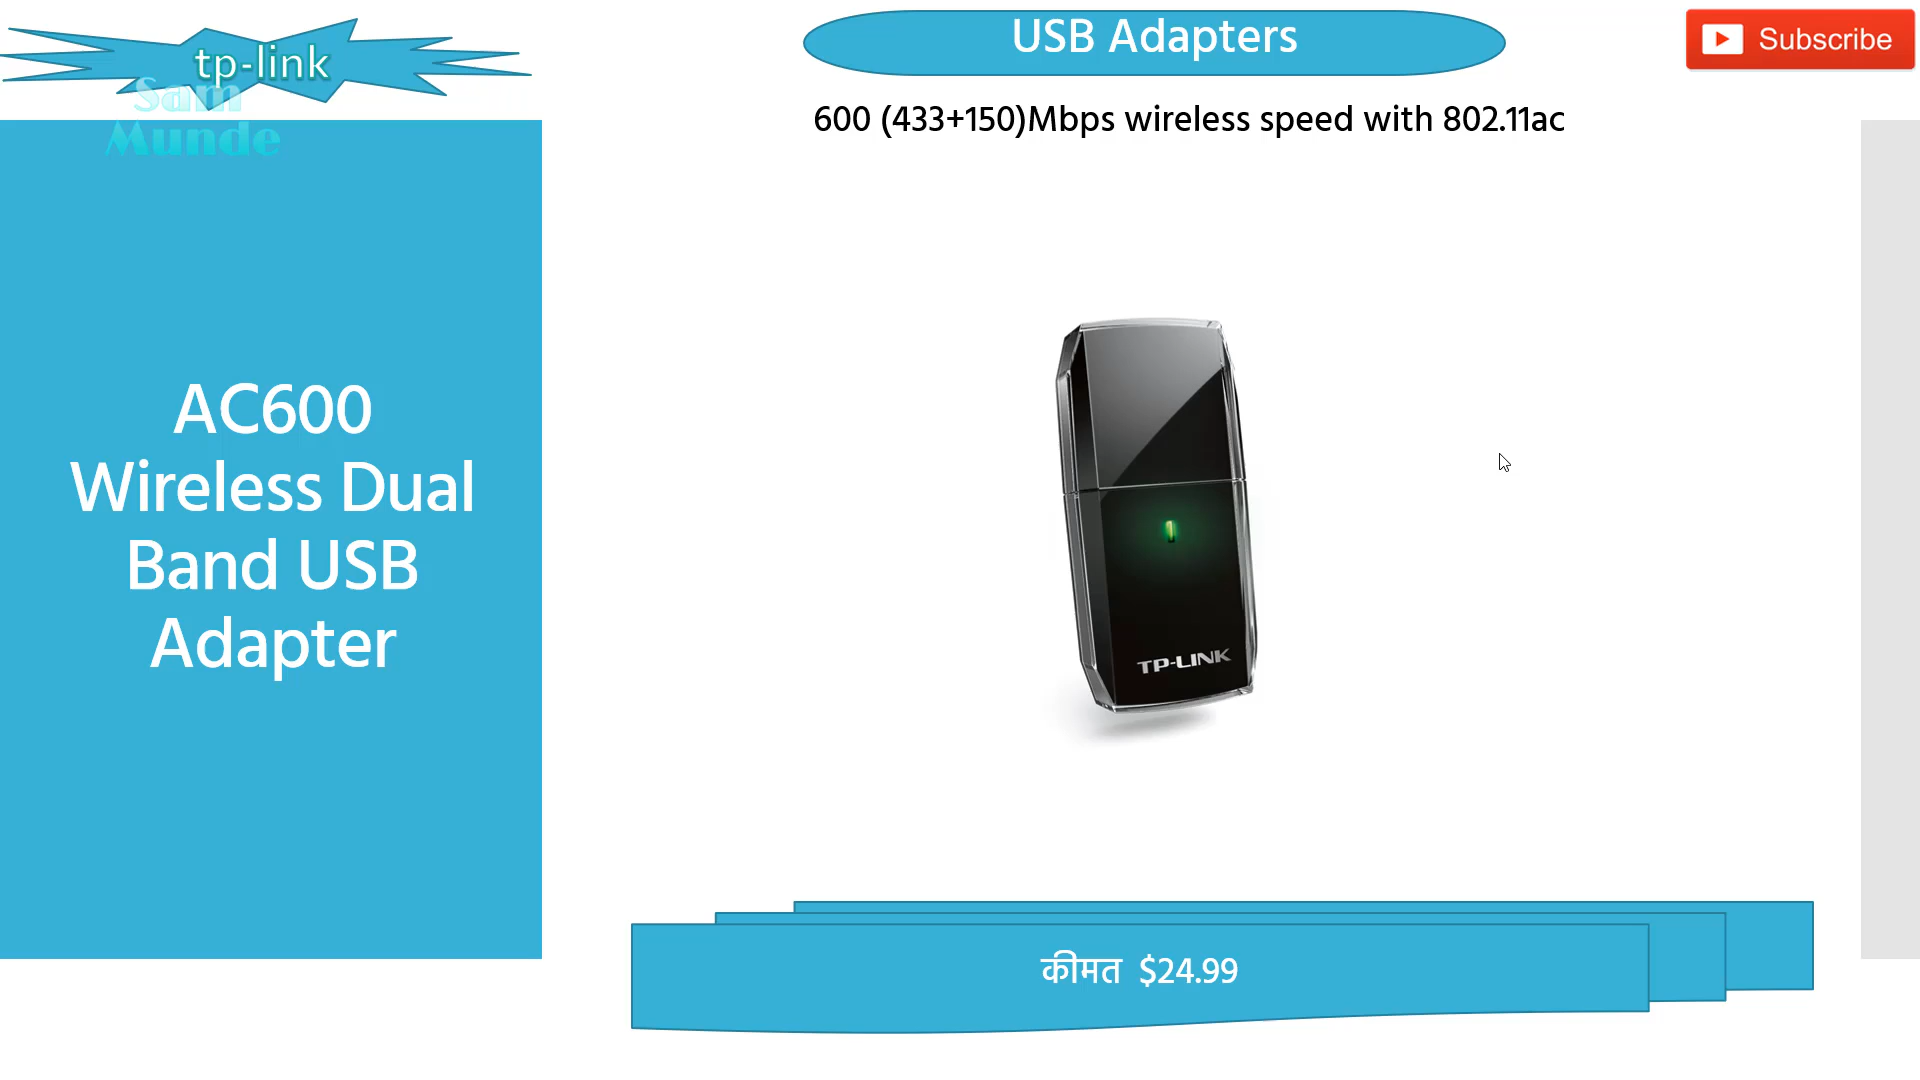 tp-link
Sam
Munde
USB Adapters
Subscribe
600 (433+150)Mbps wireless speed with 802.11ac
AC600
Wireless Dual
Band USB
Adapter
TP-LINK
कीमत $24.99